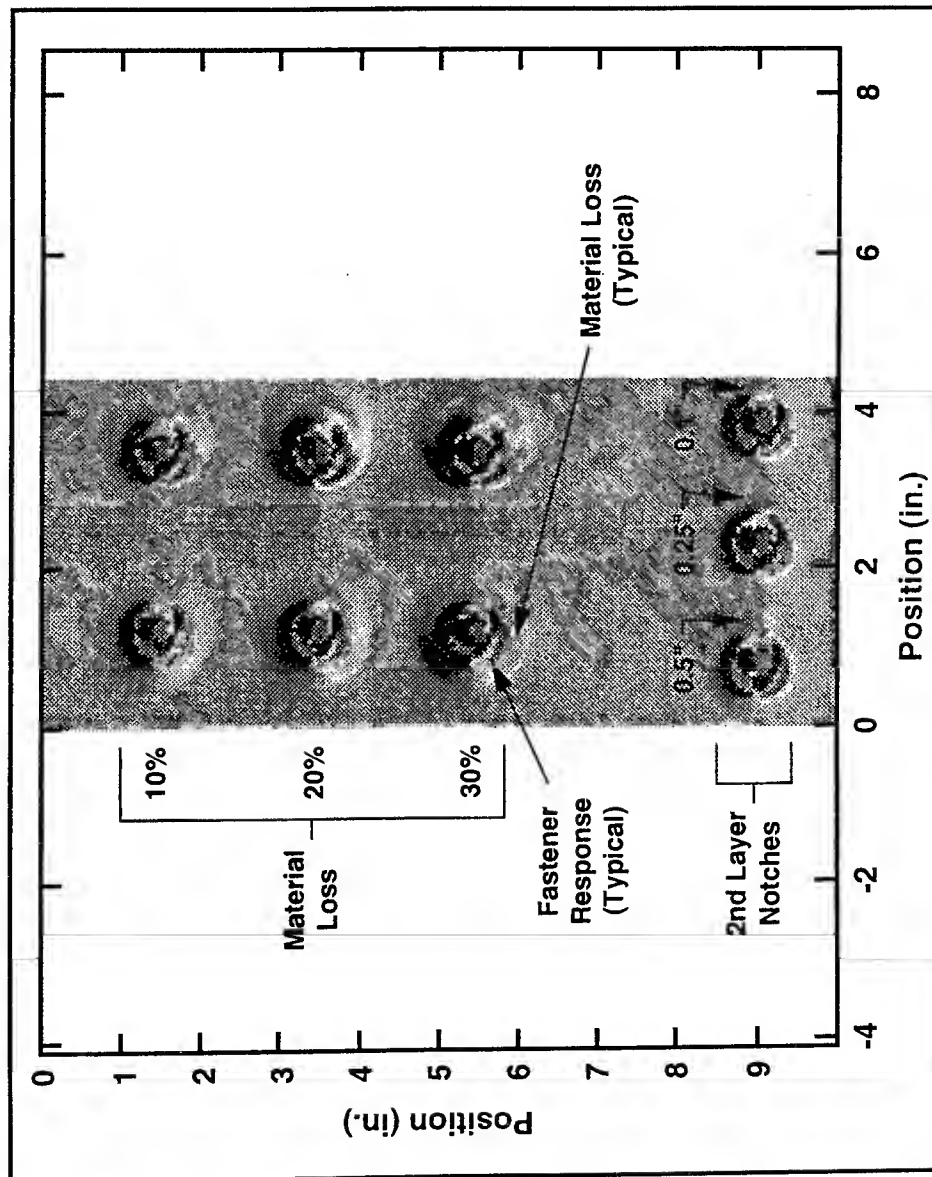 0
1
2
3
4
5
6
7
8
9
Position (in.)
10%
20%
30%
Material
Loss
Fastener
Response
(Typical)
Material Loss
(Typical)
2nd Layer
Notches
0.5"
0.25"
0.1"
-4
-2
0
2
4
6
8
Position (in.)